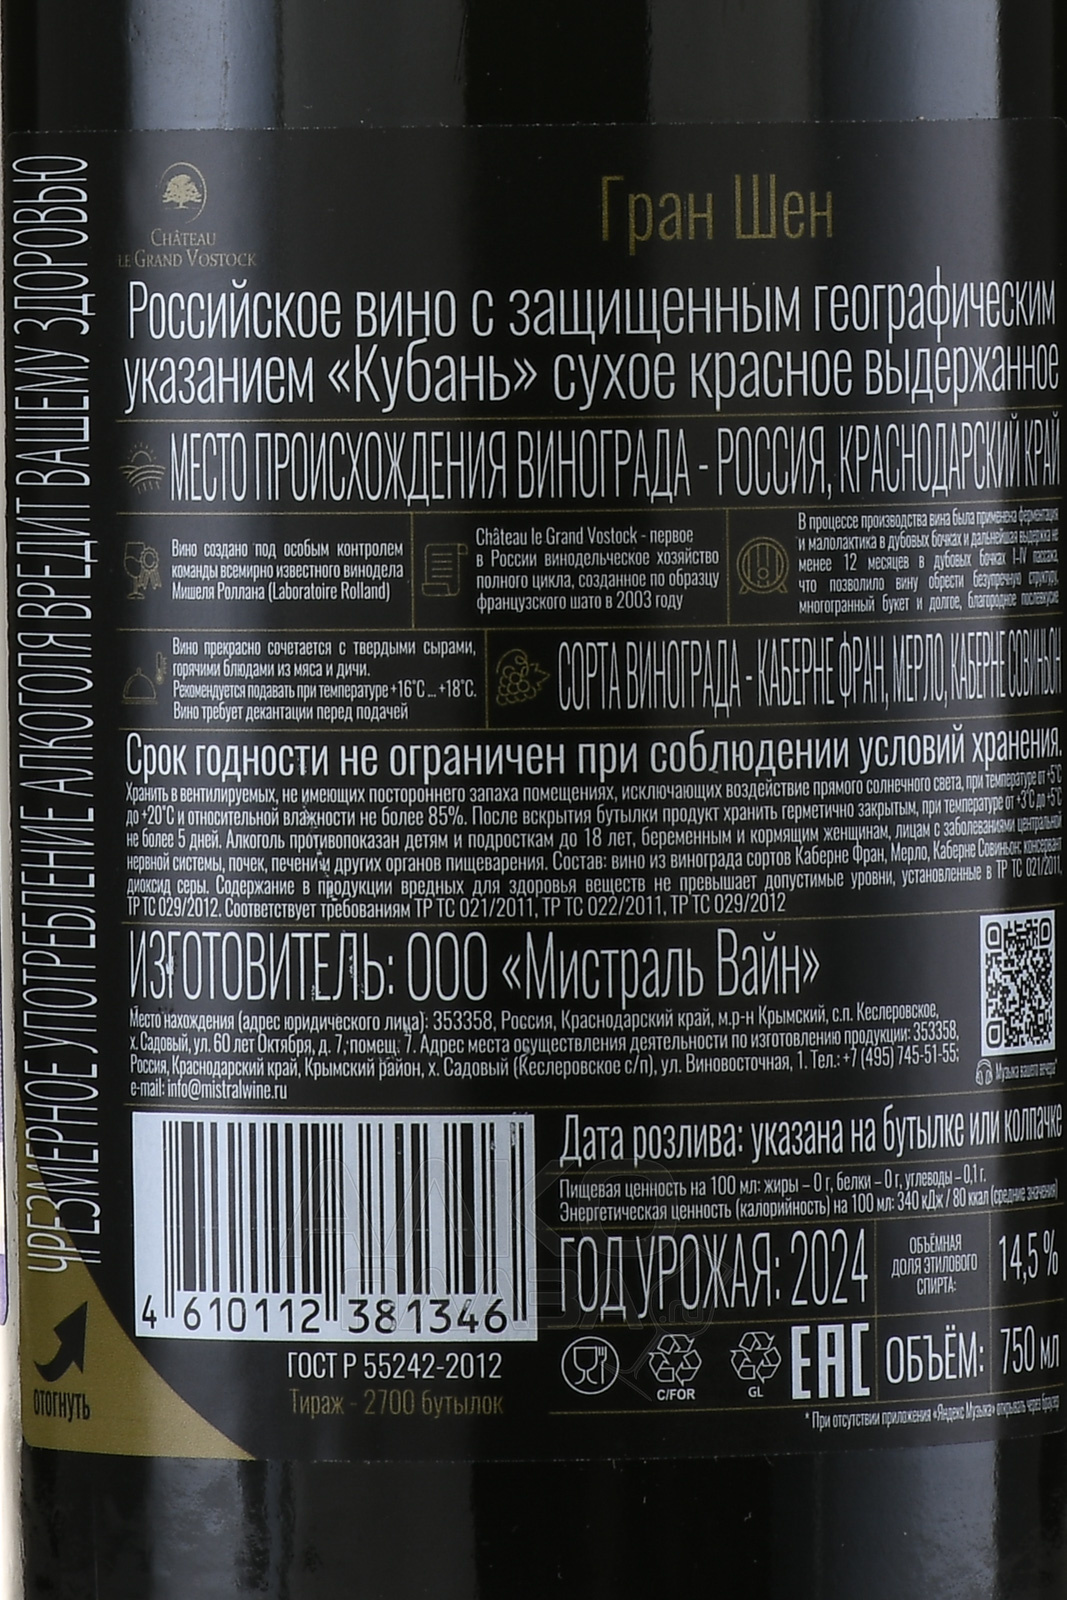 ЧРЕЗМЕРНОЕ УПОТРЕБЛЕНИЕ АЛКОГОЛЯ ВРЕДИТ ВАШЕМУ ЗДОРОВЬЮ
CHÂTEAU
LE GRAND VOSTOCK
Гран Шен
Российское вино с защищенным географическим
указанием «Кубань» сухое красное выдержанное
МЕСТО ПРОИСХОЖДЕНИЯ ВИНОГРАДА - РОССИЯ, КРАСНОДАРСКИЙ КРАЙ
Вино создано под особым контролем
команды всемирно известного винодела
Мишеля Роллана (Laboratoire Rolland)
Château le Grand Vostock - первое
в России винодельческое хозяйство
полного цикла, созданное по образцу
французского шато в 2003 году
В процессе производства вина была применена ферментация
и малолактика в дубовых бочках и дальнейшая выдержка не
менее 12 месяцев в дубовых бочках I-IV пассажа,
что позволило вину обрести безупречную структуру,
многогранный букет и долгое, благородное послевкусие
Вино прекрасно сочетается с твердыми сырами,
горячими блюдами из мяса и дичи.
Рекомендуется подавать при температуре +16°C ... +18°C.
Вино требует декантации перед подачей
СОРТА ВИНОГРАДА - КАБЕРНЕ ФРАН, МЕРЛО, КАБЕРНЕ СОВИНЬОН
Срок годности не ограничен при соблюдении условий хранения.
Хранить в вентилируемых, не имеющих постороннего запаха помещениях, исключающих воздействие прямого солнечного света, при температуре от +5°C
до +20°C и относительной влажности не более 85%. После вскрытия бутылки продукт хранить герметично закрытым, при температуре от +3°C до +5°C
не более 5 дней. Алкоголь противопоказан детям и подросткам до 18 лет, беременным и кормящим женщинам, лицам с заболеваниями центральной
нервной системы, почек, печени и других органов пищеварения. Состав: вино из винограда сортов Каберне Фран, Мерло, Каберне Совиньон; консервант
диоксид серы. Содержание в продукции вредных для здоровья веществ не превышает допустимые уровни, установленные в ТР ТС 021/2011,
ТР ТС 029/2012. Соответствует требованиям ТР ТС 021/2011, ТР ТС 022/2011, ТР ТС 029/2012
ИЗГОТОВИТЕЛЬ: ООО «Мистраль Вайн»
Место нахождения (адрес юридического лица): 353358, Россия, Краснодарский край, м.р-н Крымский, с.п. Кеслеровское,
х. Садовый, ул. 60 лет Октября, д. 7, помещ. 7. Адрес места осуществления деятельности по изготовлению продукции: 353358,
Россия, Краснодарский край, Крымский район, х. Садовый (Кеслеровское с/п), ул. Виноовосточная, 1. Тел.: +7 (495) 745-51-55;
e-mail: info@mistralwine.ru
Музыка вашего вечера*
4 610112 381346
ГОСТ Р 55242-2012
Тираж - 2700 бутылок
Дата розлива: указана на бутылке или колпачке
Пищевая ценность на 100 мл: жиры – 0 г, белки – 0 г, углеводы – 0,1 г.
Энергетическая ценность (калорийность) на 100 мл: 340 кДж / 80 ккал (средние значения)
ГОД УРОЖАЯ: 2024
ОБЪЁМНАЯ
ДОЛЯ ЭТИЛОВОГО
СПИРТА:
14,5 %
C/FOR
GL
EAC
ОБЪЁМ: 750 мл
* При отсутствии приложения «Яндекс Музыка» открывать через браузер
ОТОГНУТЬ